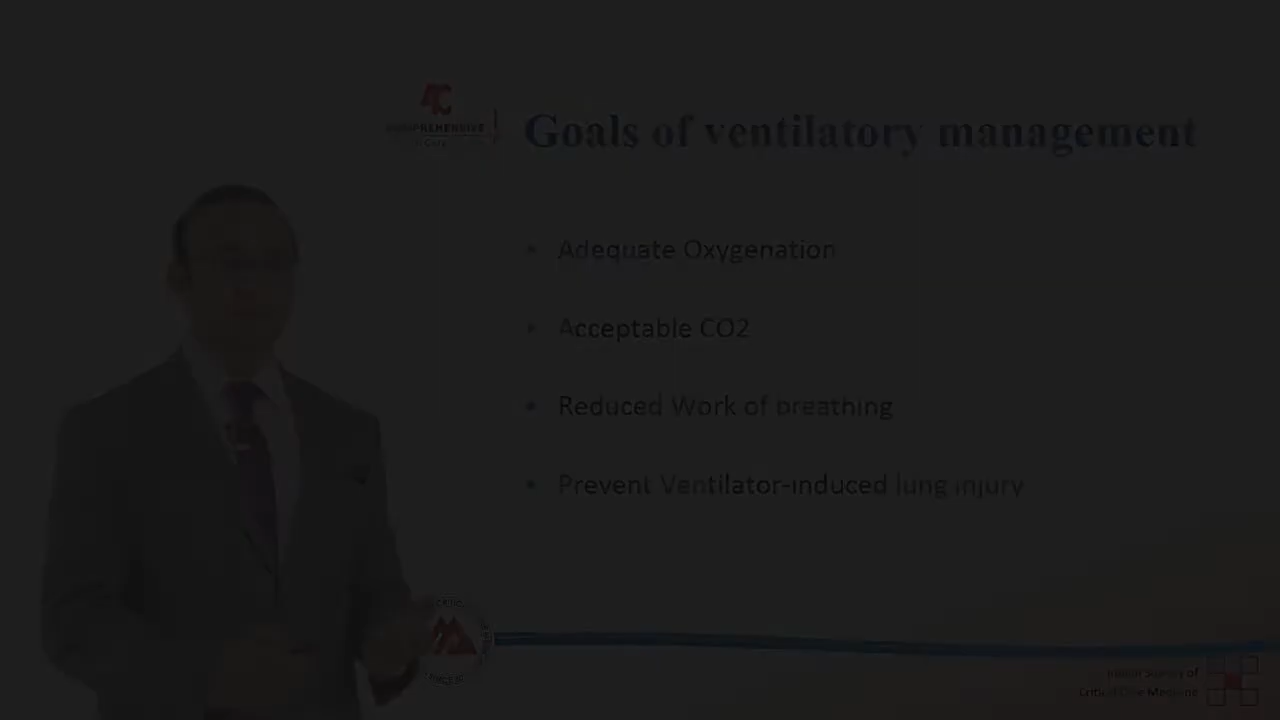 COMPREHENSIVE
Goals of ventilatory management
• Adequate Oxygenation
• Acceptable CO2
• Reduced Work of breathing
• Prevent Ventilator-induced lung injury
Indian Society of
Critical Care Medicine